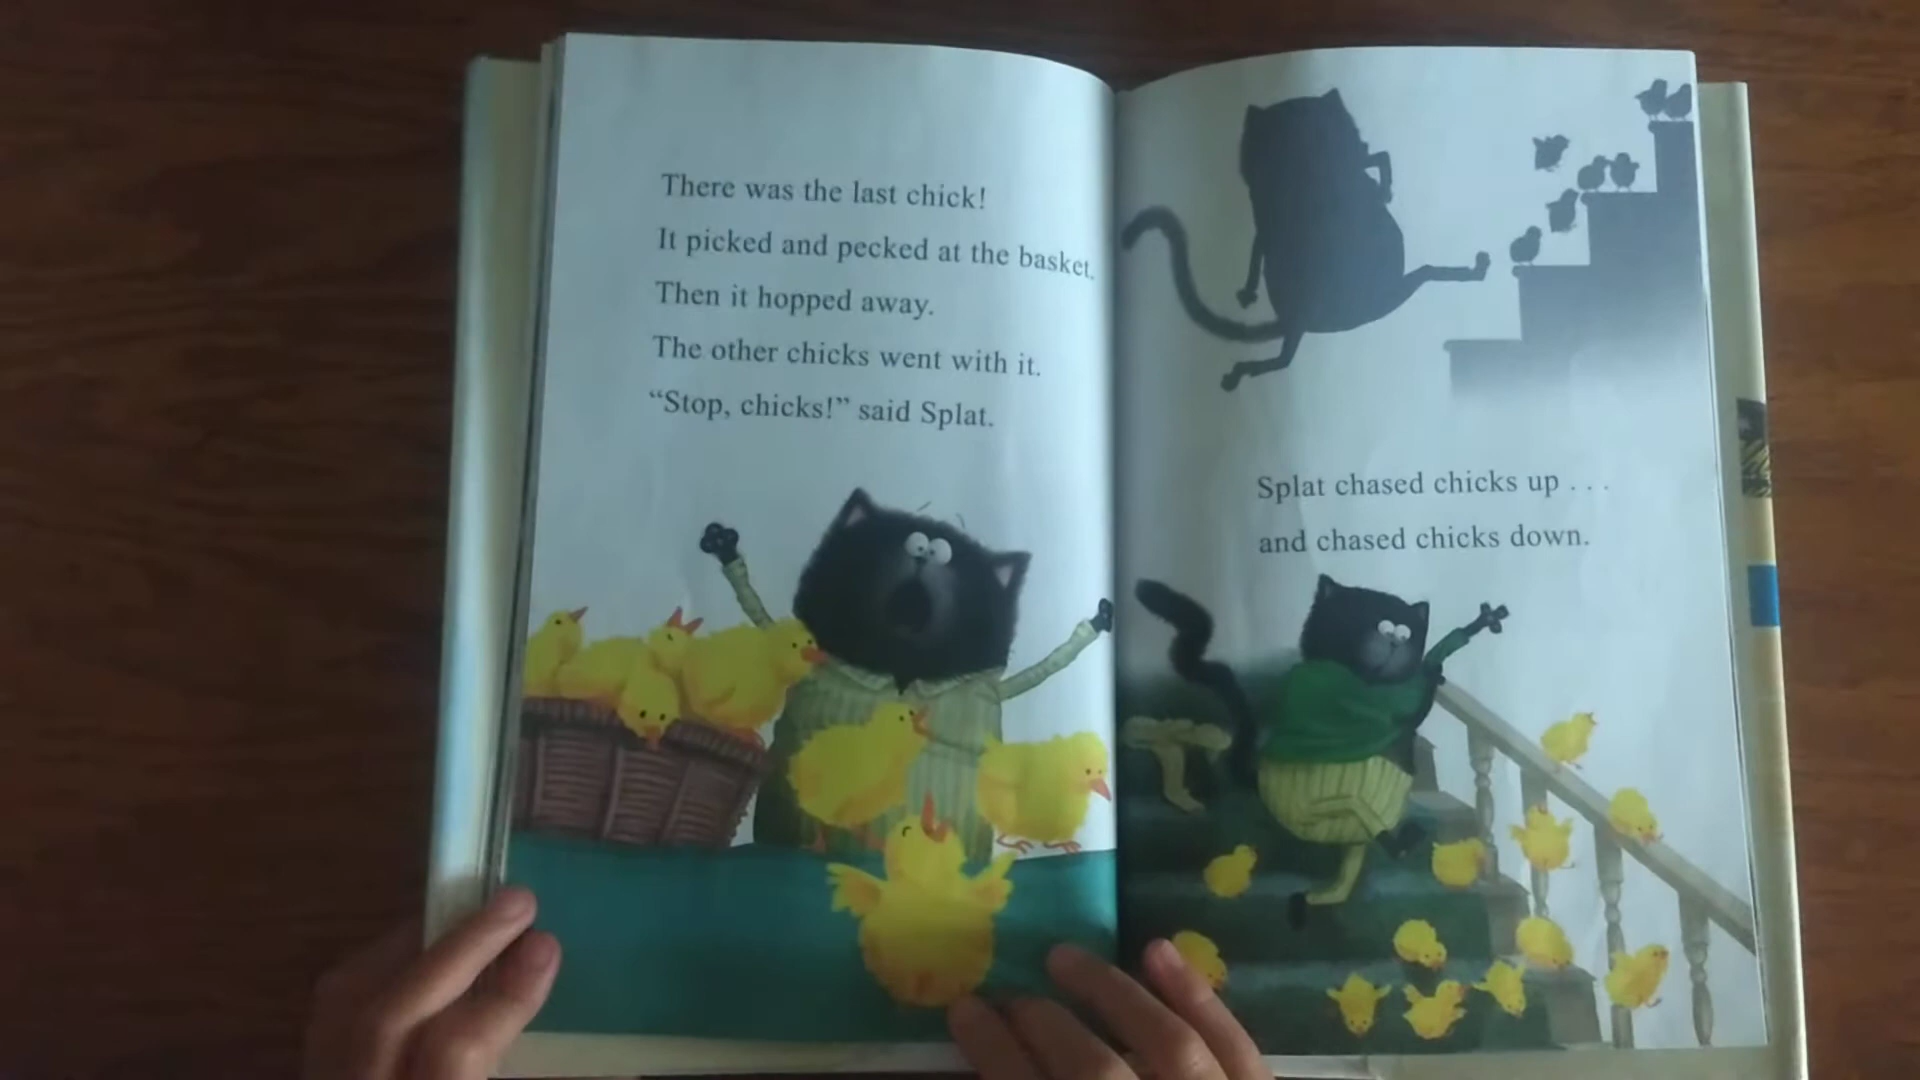 There was the last chick!
It picked and pecked at the basket.
Then it hopped away.
The other chicks went with it.
“Stop, chicks!” said Splat.
Splat chased chicks up . . .
and chased chicks down.